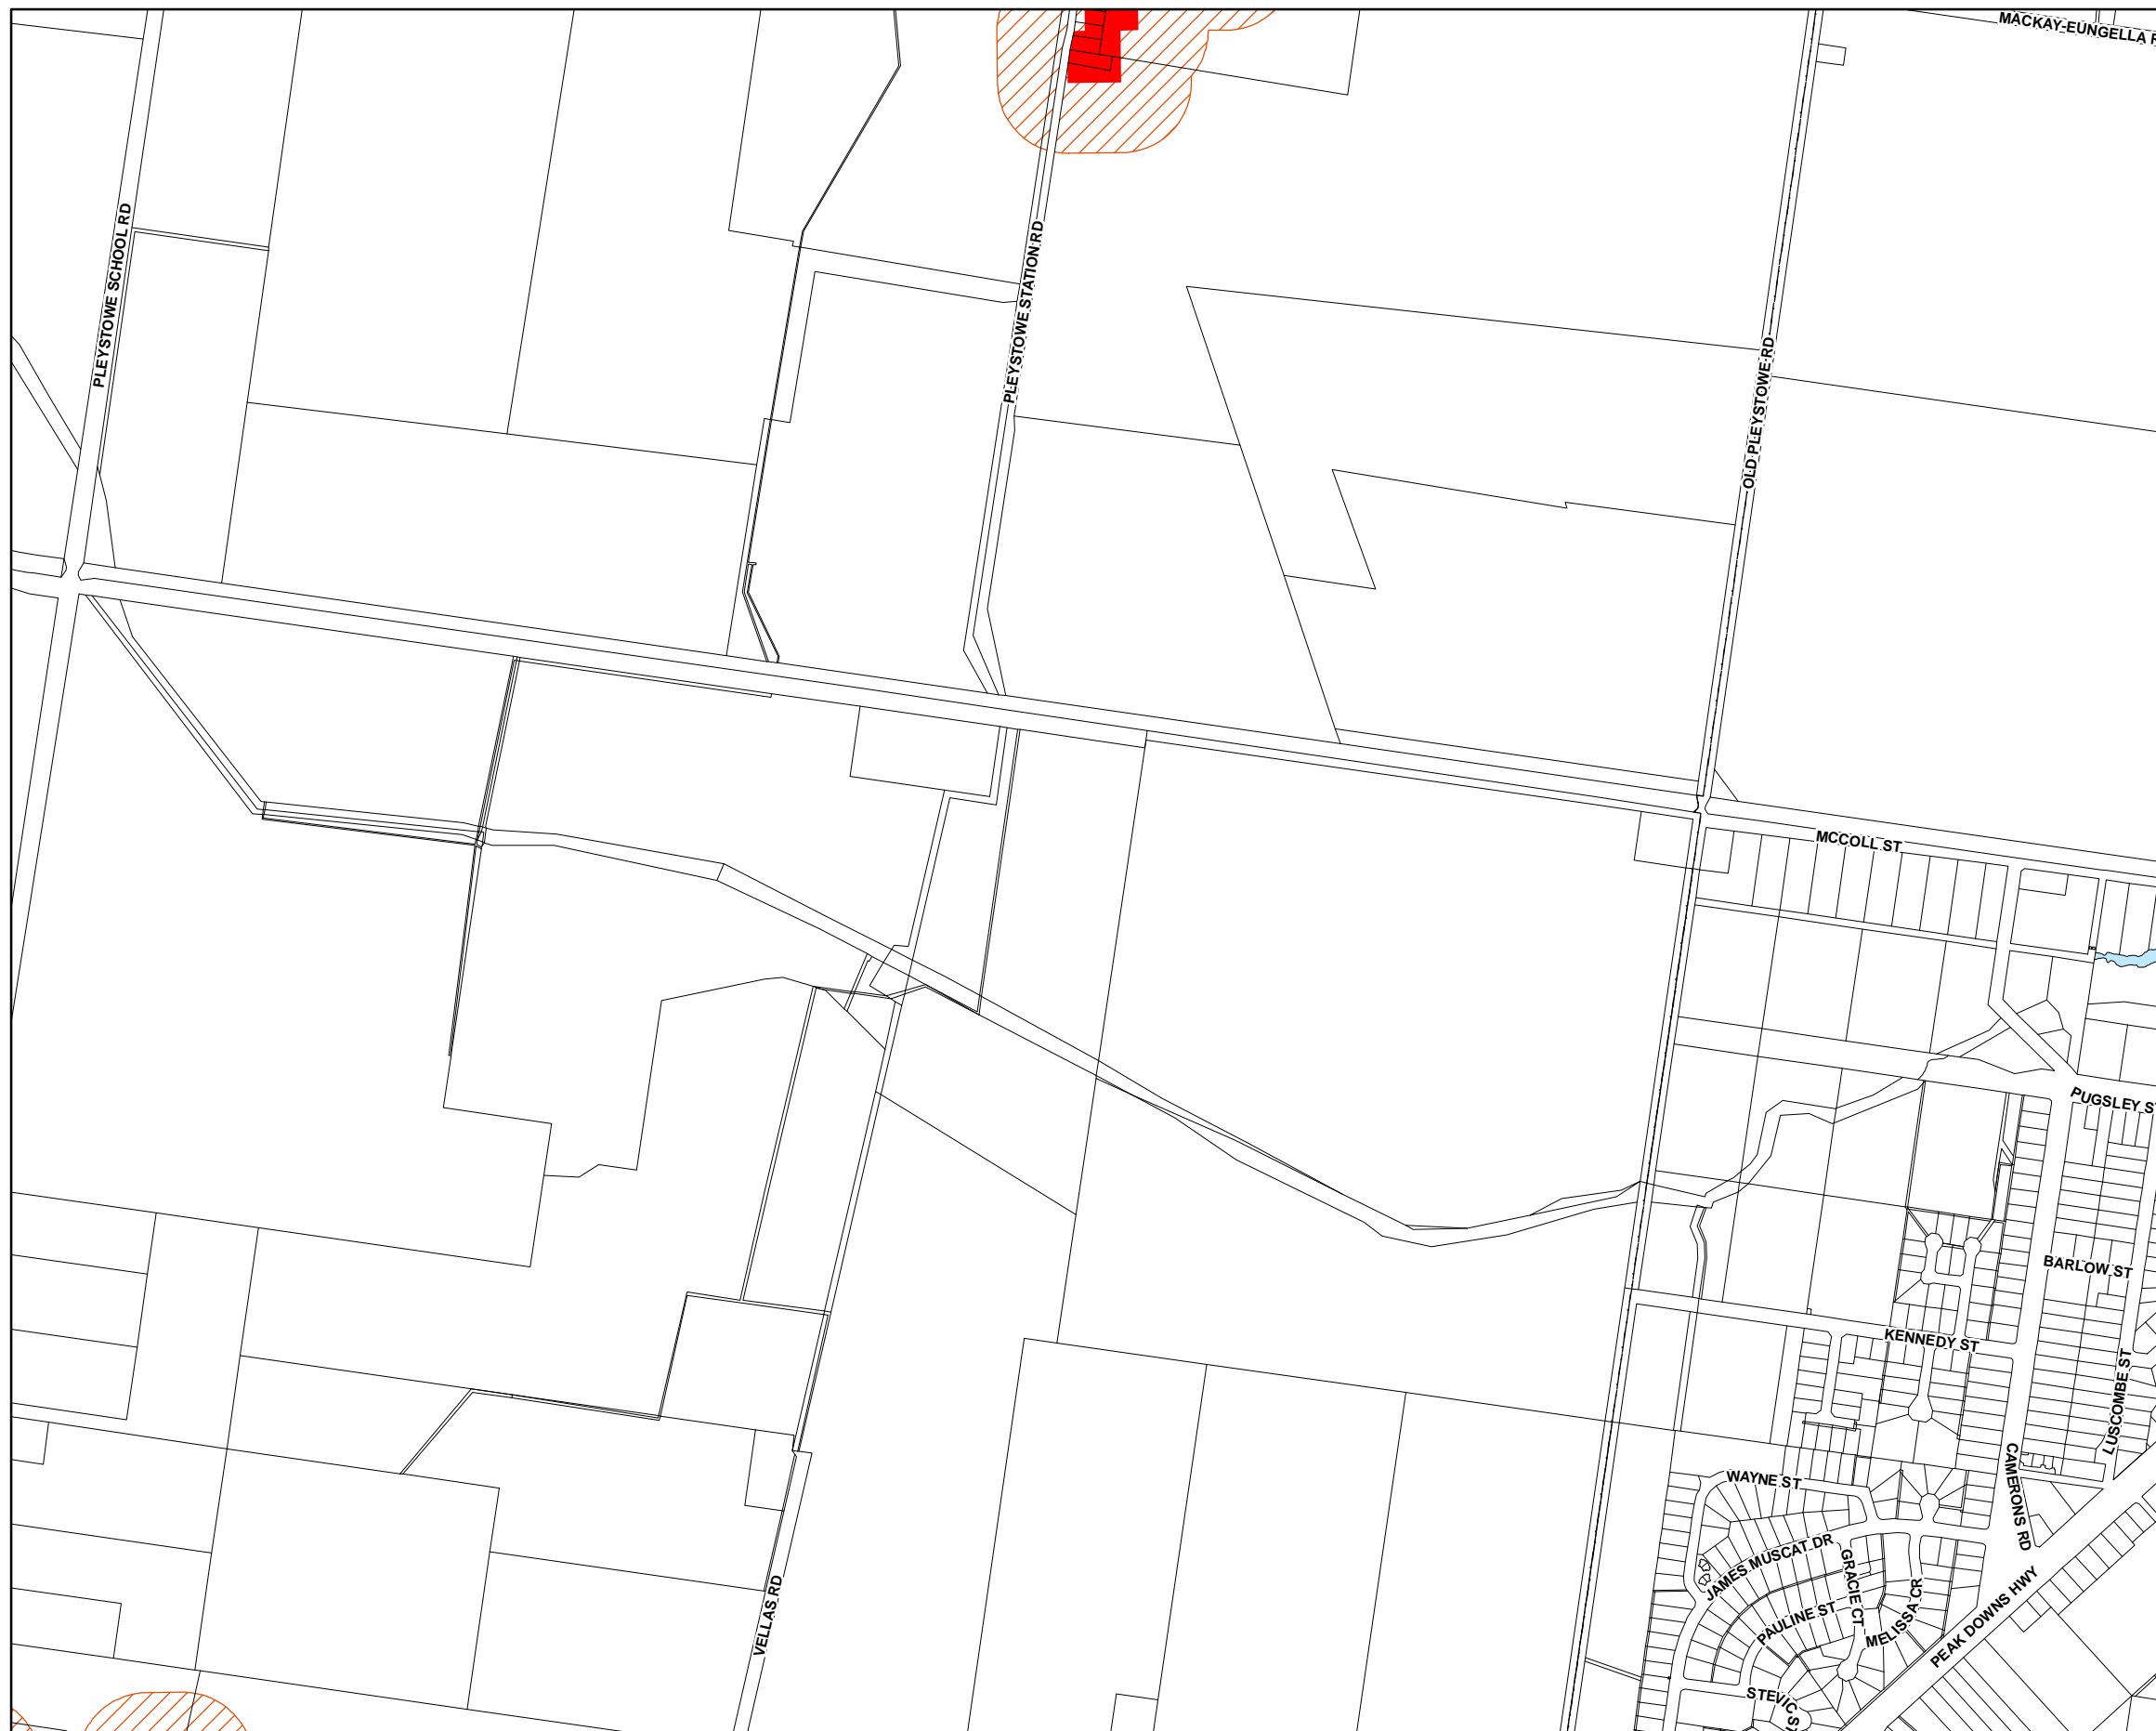 MACKAY-EUNGELLA R
PLEYSTOWE SCHOOL RD
PLEYSTOWE STATION RD
OLD PLEYSTOWE RD
MCCOLL ST
PUGSLEY ST
BARLOW ST
KENNEDY ST
LUSCOMBE ST
CAMERONS RD
WAYNE ST
JAMES MUSCAT DR
GRACIE CT
PAULINE ST
MELISSA CR
PEAK DOWNS HWY
VELLAS RD
STEVIC S